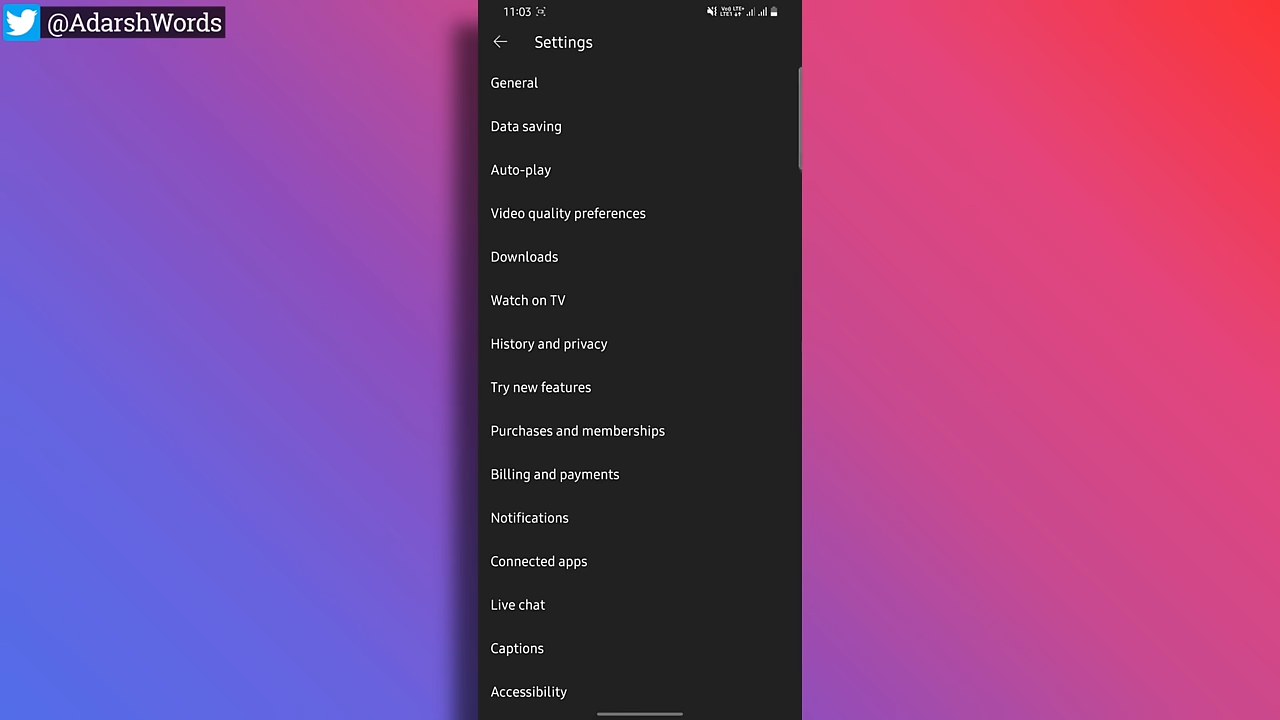 @AdarshWords
11:03
Settings
General
Data saving
Auto-play
Video quality preferences
Downloads
Watch on TV
History and privacy
Try new features
Purchases and memberships
Billing and payments
Notifications
Connected apps
Live chat
Captions
Accessibility